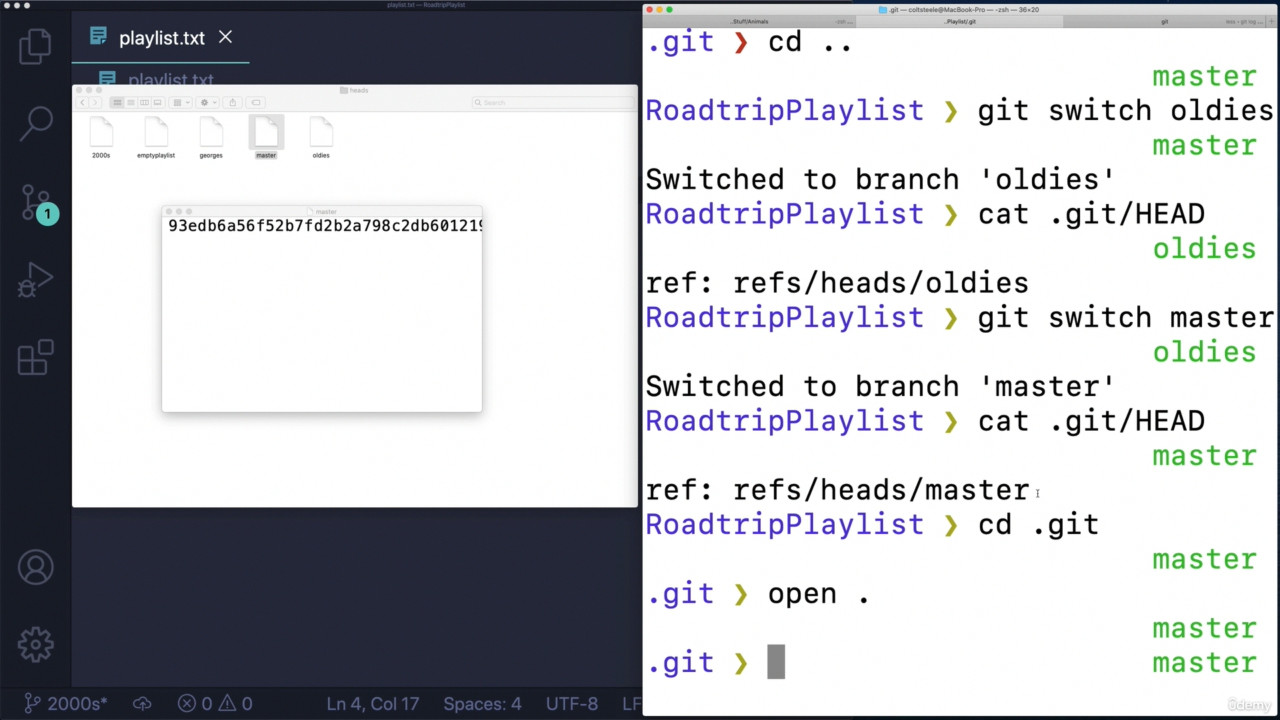 playlist.txt — RoadtripPlaylist
playlist.txt
playlist.txt
heads
Search
2000s
emptyplaylist
georges
master
oldies
master
93edb6a56f52b7fd2b2a798c2db601219
1
2000s*
0
0
Ln 4, Col 17
Spaces: 4
UTF-8
LF
.git — coltsteele@MacBook-Pro — -zsh — 36×20
..Stuff/Animals
..Playlist/.git
git
.git ❯ cd ..
master
RoadtripPlaylist ❯ git switch oldies
master
Switched to branch 'oldies'
RoadtripPlaylist ❯ cat .git/HEAD
oldies
ref: refs/heads/oldies
RoadtripPlaylist ❯ git switch master
oldies
Switched to branch 'master'
RoadtripPlaylist ❯ cat .git/HEAD
master
ref: refs/heads/master
RoadtripPlaylist ❯ cd .git
master
.git ❯ open .
master
.git ❯
master
ûdemy